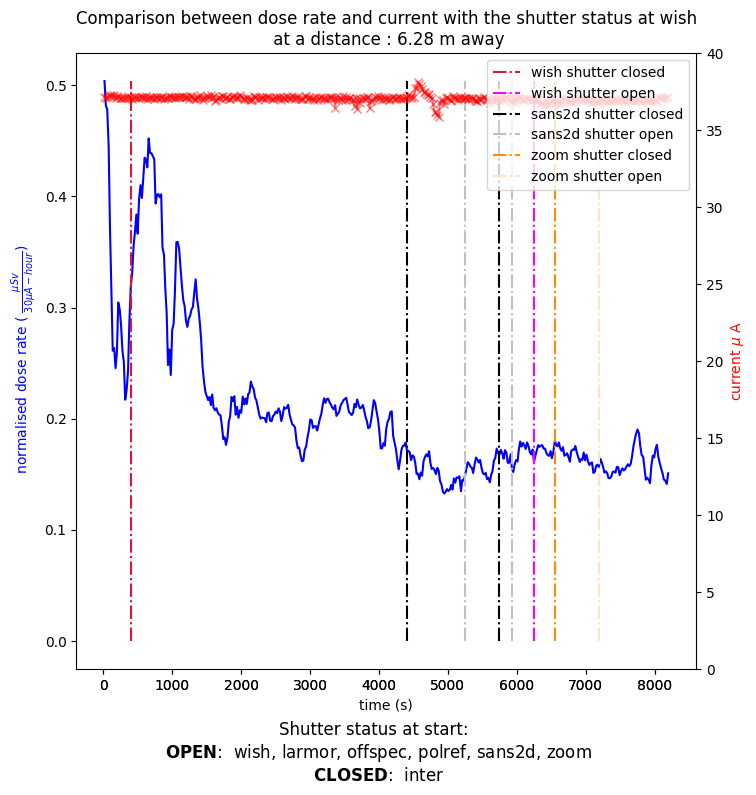 Comparison between dose rate and current with the shutter status at wish
at a distance : 6.28 m away
normalised dose rate ( μSv / 30μA − hour )
0.5
0.4
0.3
0.2
0.1
0.0
40
35
30
25
20
15
10
5
0
current μ A
wish shutter closed
wish shutter open
sans2d shutter closed
sans2d shutter open
zoom shutter closed
zoom shutter open
0 1000 2000 3000 4000 5000 6000 7000 8000
time (s)
Shutter status at start:
OPEN: wish, larmor, offspec, polref, sans2d, zoom
CLOSED: inter